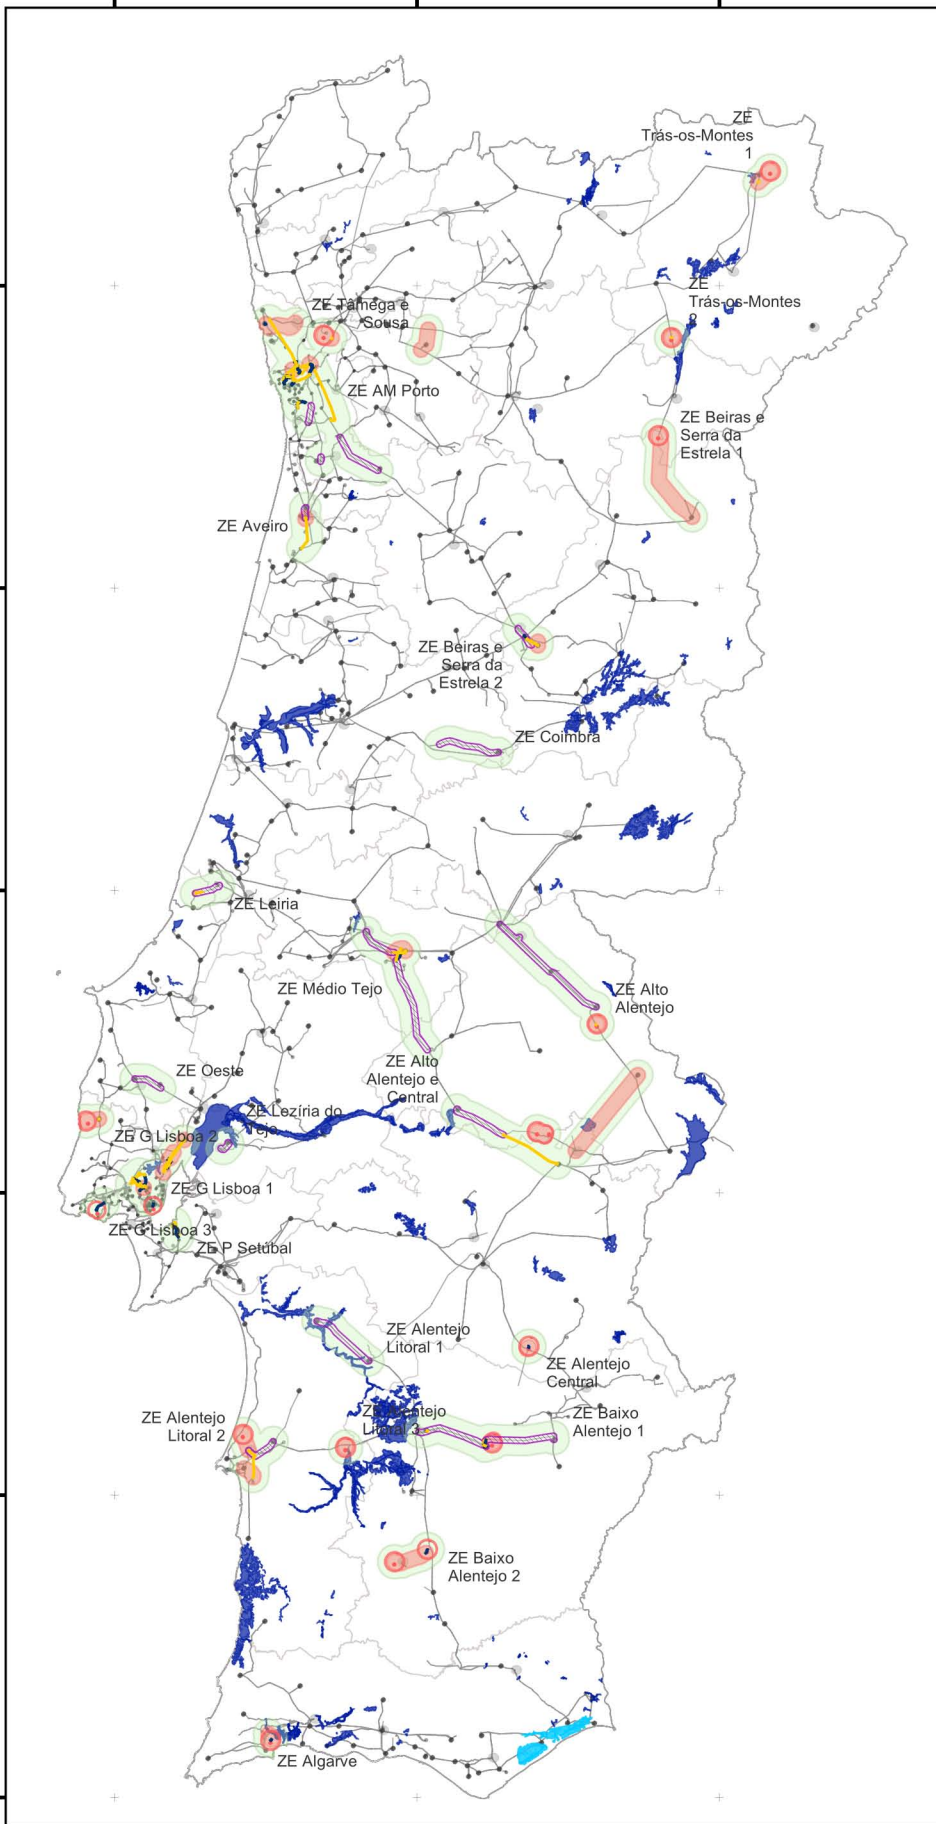 ZE
Trás-os-Montes
1
ZE
Trás-os-Montes
2
ZE Tâmega e
Sousa
ZE AM Porto
ZE Beiras e
Serra da
Estrela 1
ZE Aveiro
ZE Beiras e
Serra da
Estrela 2
ZE Coimbra
ZE Leiria
ZE Médio Tejo
ZE Alto
Alentejo
ZE Oeste
ZE Alto
Alentejo e
Central
ZE Lezíria do
Tejo
ZE G Lisboa 2
ZE G Lisboa 1
ZE G Lisboa 3
ZE P Setúbal
ZE Alentejo
Litoral 1
ZE Alentejo
Central
ZE Alentejo
Litoral 2
ZE Alentejo
Litoral 3
ZE Baixo
Alentejo 1
ZE Baixo
Alentejo 2
ZE Algarve